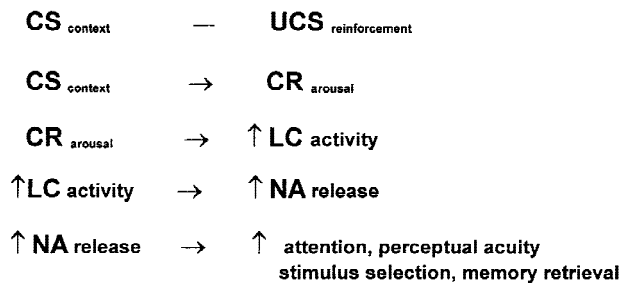 CS context — UCS reinforcement
CS context → CR arousal
CR arousal → ↑ LC activity
↑LC activity → ↑ NA release
↑ NA release → ↑ attention, perceptual acuity
stimulus selection, memory retrieval